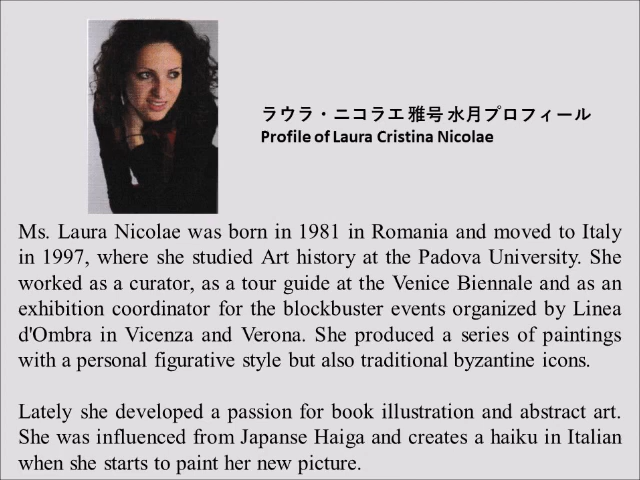 ラウラ・ニコラエ 雅号 水月プロフィール
Profile of Laura Cristina Nicolae
Ms. Laura Nicolae was born in 1981 in Romania and moved to Italy
in 1997, where she studied Art history at the Padova University. She
worked as a curator, as a tour guide at the Venice Biennale and as an
exhibition coordinator for the blockbuster events organized by Linea
d'Ombra in Vicenza and Verona. She produced a series of paintings
with a personal figurative style but also traditional byzantine icons.
Lately she developed a passion for book illustration and abstract art.
She was influenced from Japanse Haiga and creates a haiku in Italian
when she starts to paint her new picture.